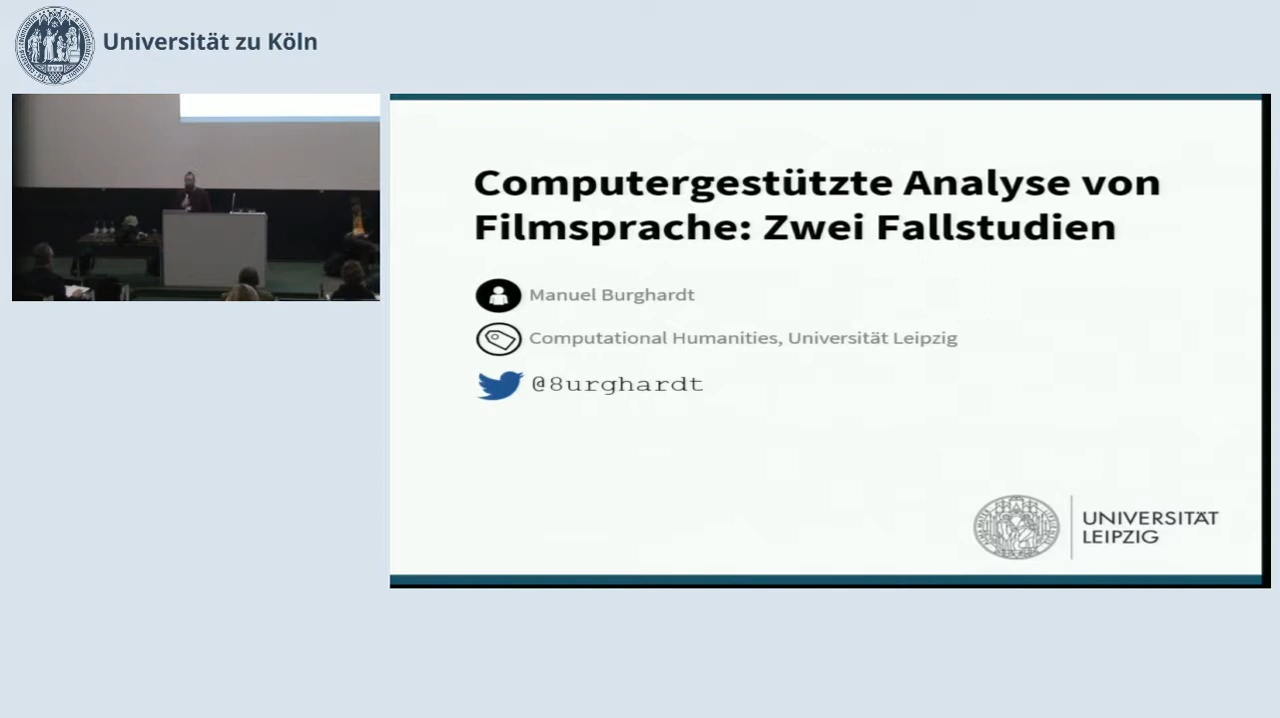 Universität zu Köln
Computergestützte Analyse von
Filmsprache: Zwei Fallstudien
Manuel Burghardt
Computational Humanities, Universität Leipzig
@8urghardt
UNIVERSITÄT
LEIPZIG